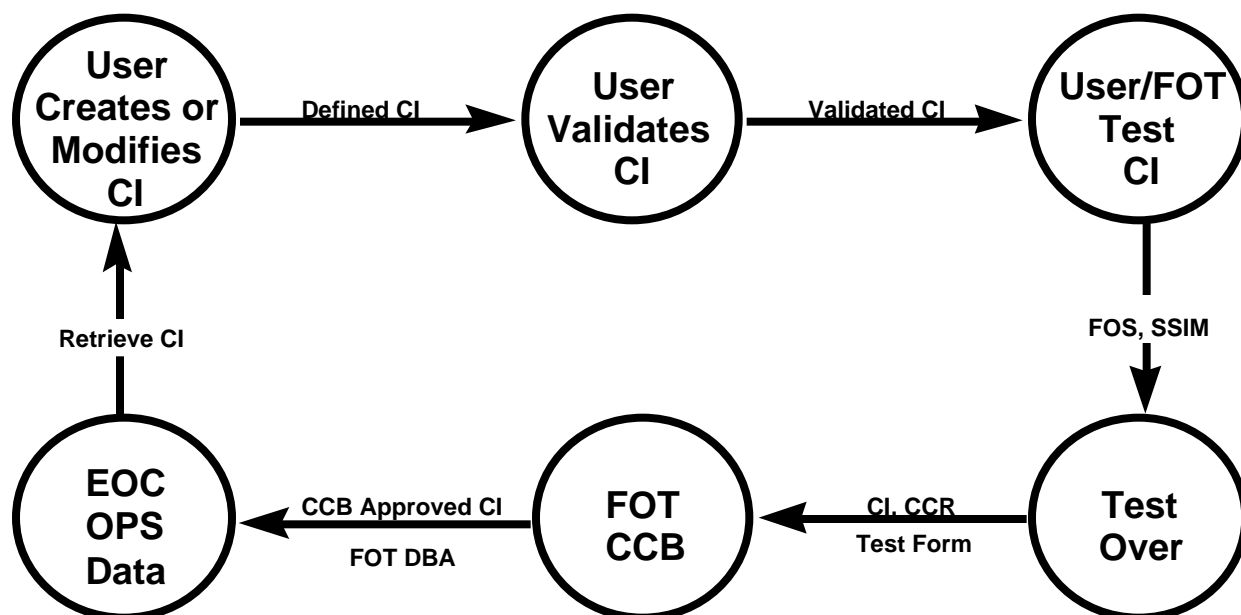 User
Creates or
Modifies
CI
Defined CI
User
Validates
CI
Validated CI
User/FOT
Test
CI
FOS, SSIM
Test
Over
CI, CCR
Test Form
FOT
CCB
CCB Approved CI
FOT DBA
EOC
OPS
Data
Retrieve CI